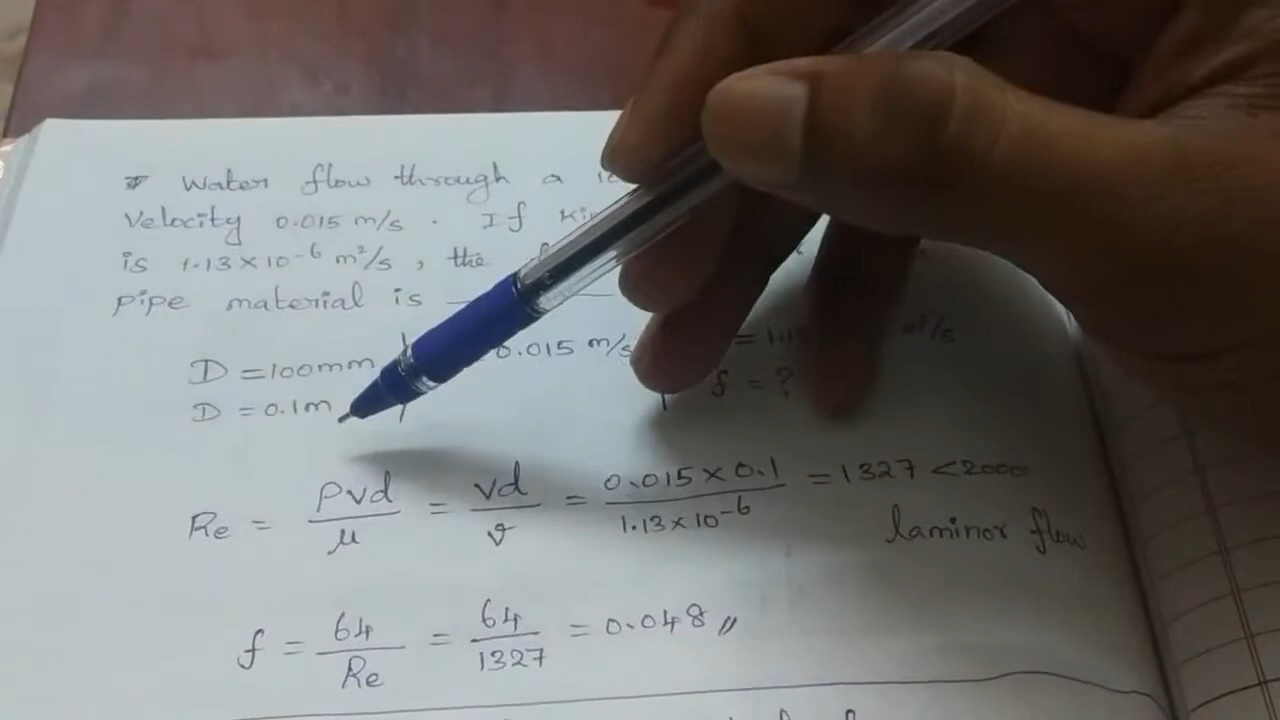 Water flow through a
Velocity 0.015 m/s . If
is 1.13×10⁻⁶ m²/s , the
pipe material is
D = 100mm 0.015 m/s = m²/s
D = 0.1m f = ?
Re = ρvd/μ = vd/ν = 0.015 × 0.1/1.13×10⁻⁶ = 1327 < 2000
laminor flow
f = 64/Re = 64/1327 = 0.048 〃